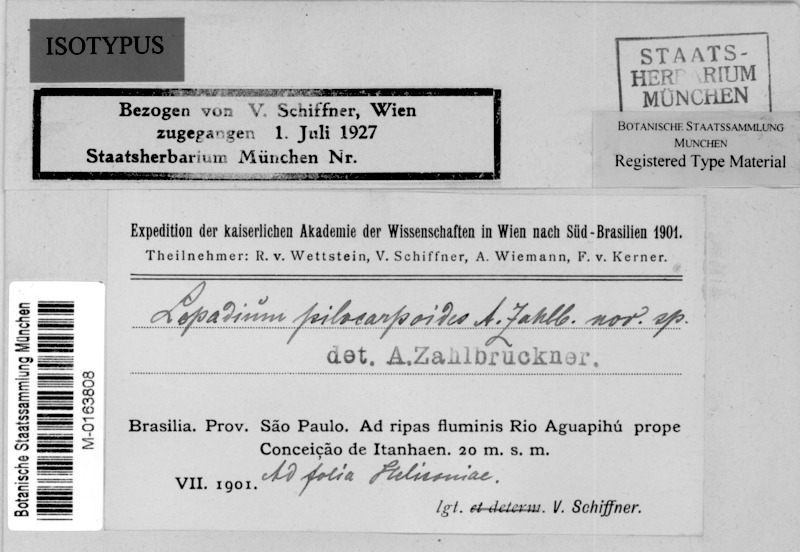 ISOTYPUS
STAATS-
HERBARIUM
MÜNCHEN
Bezogen von V. Schiffner, Wien
zugegangen 1. Juli 1927
Staatsherbarium München Nr.
BOTANISCHE STAATSSAMMLUNG
MUNCHEN
Registered Type Material
Expedition der kaiserlichen Akademie der Wissenschaften in Wien nach Süd-Brasilien 1901.
Theilnehmer: R. v. Wettstein, V. Schiffner, A. Wiemann, F. v. Kerner.
Lopadium pilocarpoides A. Zahlb. nov. sp.
det. A. Zahlbruckner.
Brasilia. Prov. São Paulo. Ad ripas fluminis Rio Aguapihú prope
Conceição de Itanhaen. 20 m. s. m.
VII. 1901. Ad folia Heliconiae.
lgt. et determ. V. Schiffner.
Botanische Staatssammlung München
M-0163808